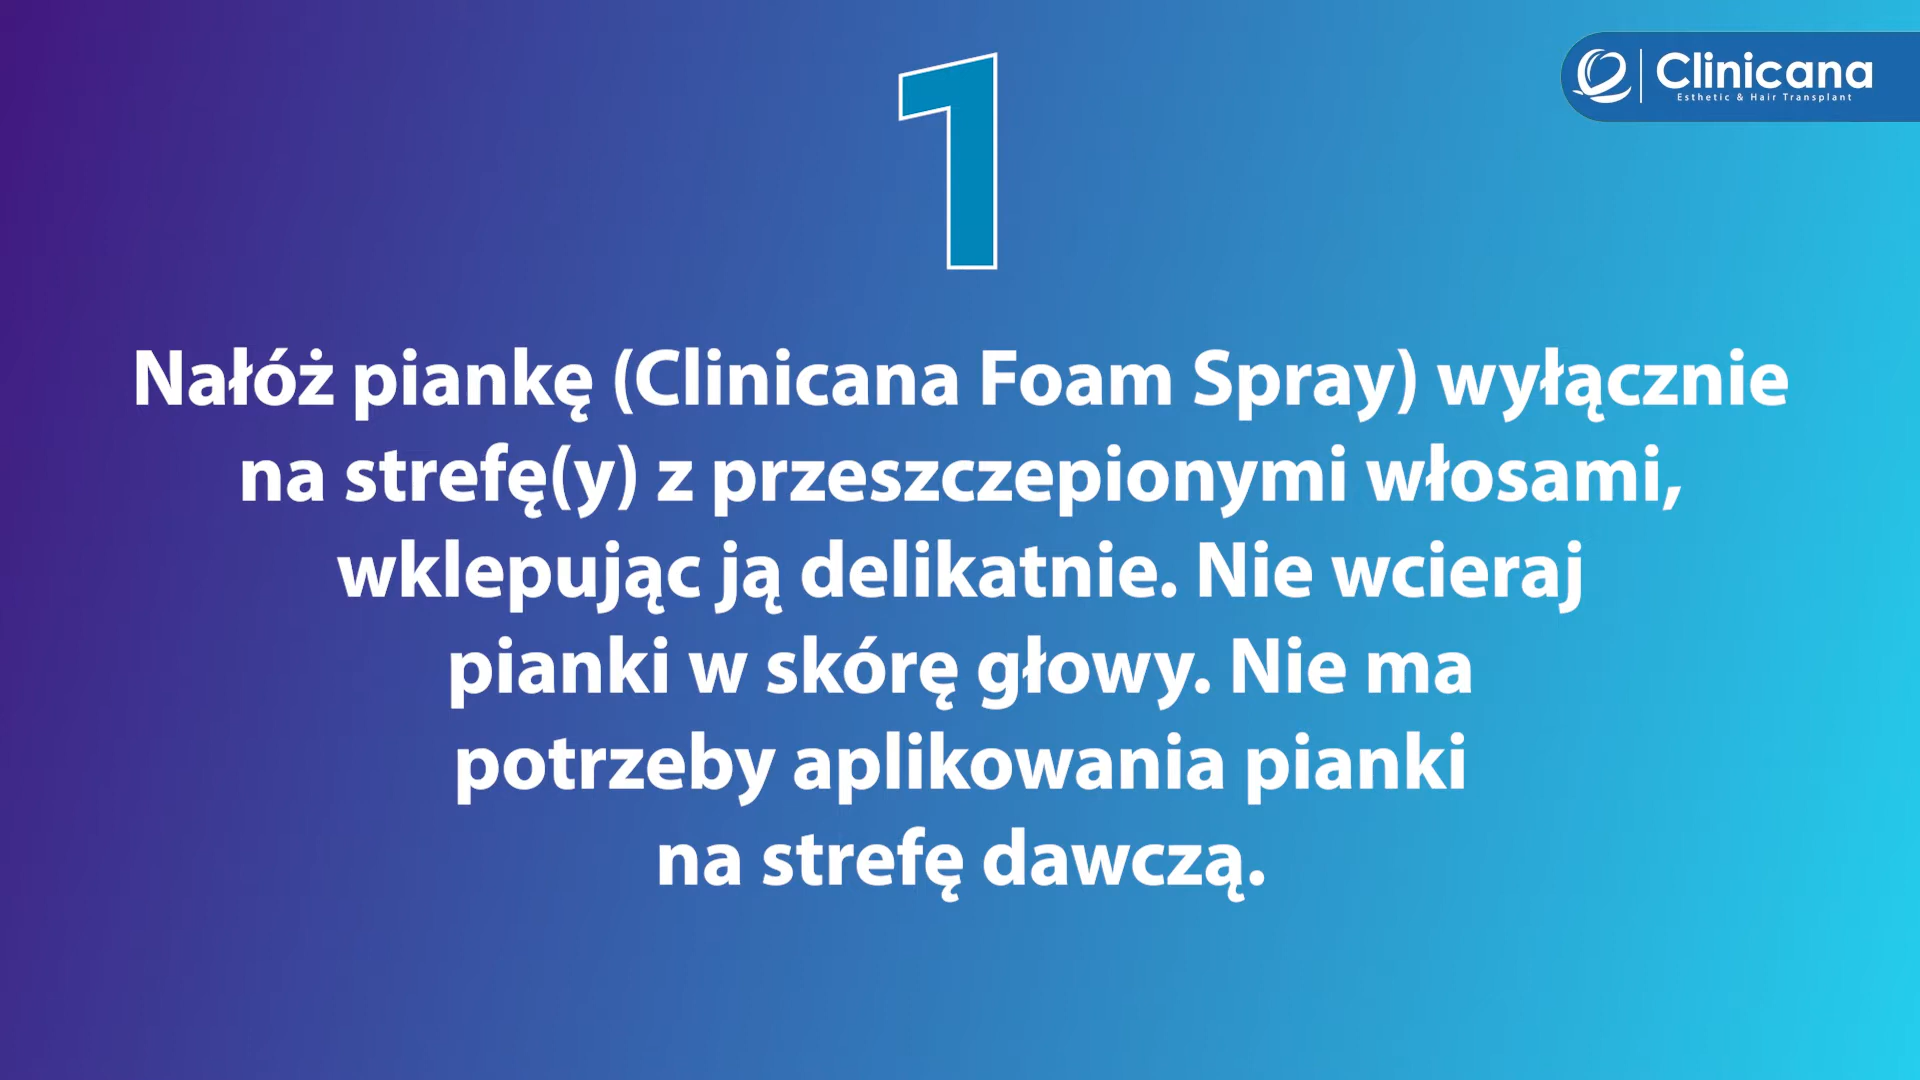 1
Clinicana
Esthetic & Hair Transplant
Nałóż piankę (Clinicana Foam Spray) wyłącznie
na strefę(y) z przeszczepionymi włosami,
wklepując ją delikatnie. Nie wcieraj
pianki w skórę głowy. Nie ma
potrzeby aplikowania pianki
na strefę dawczą.